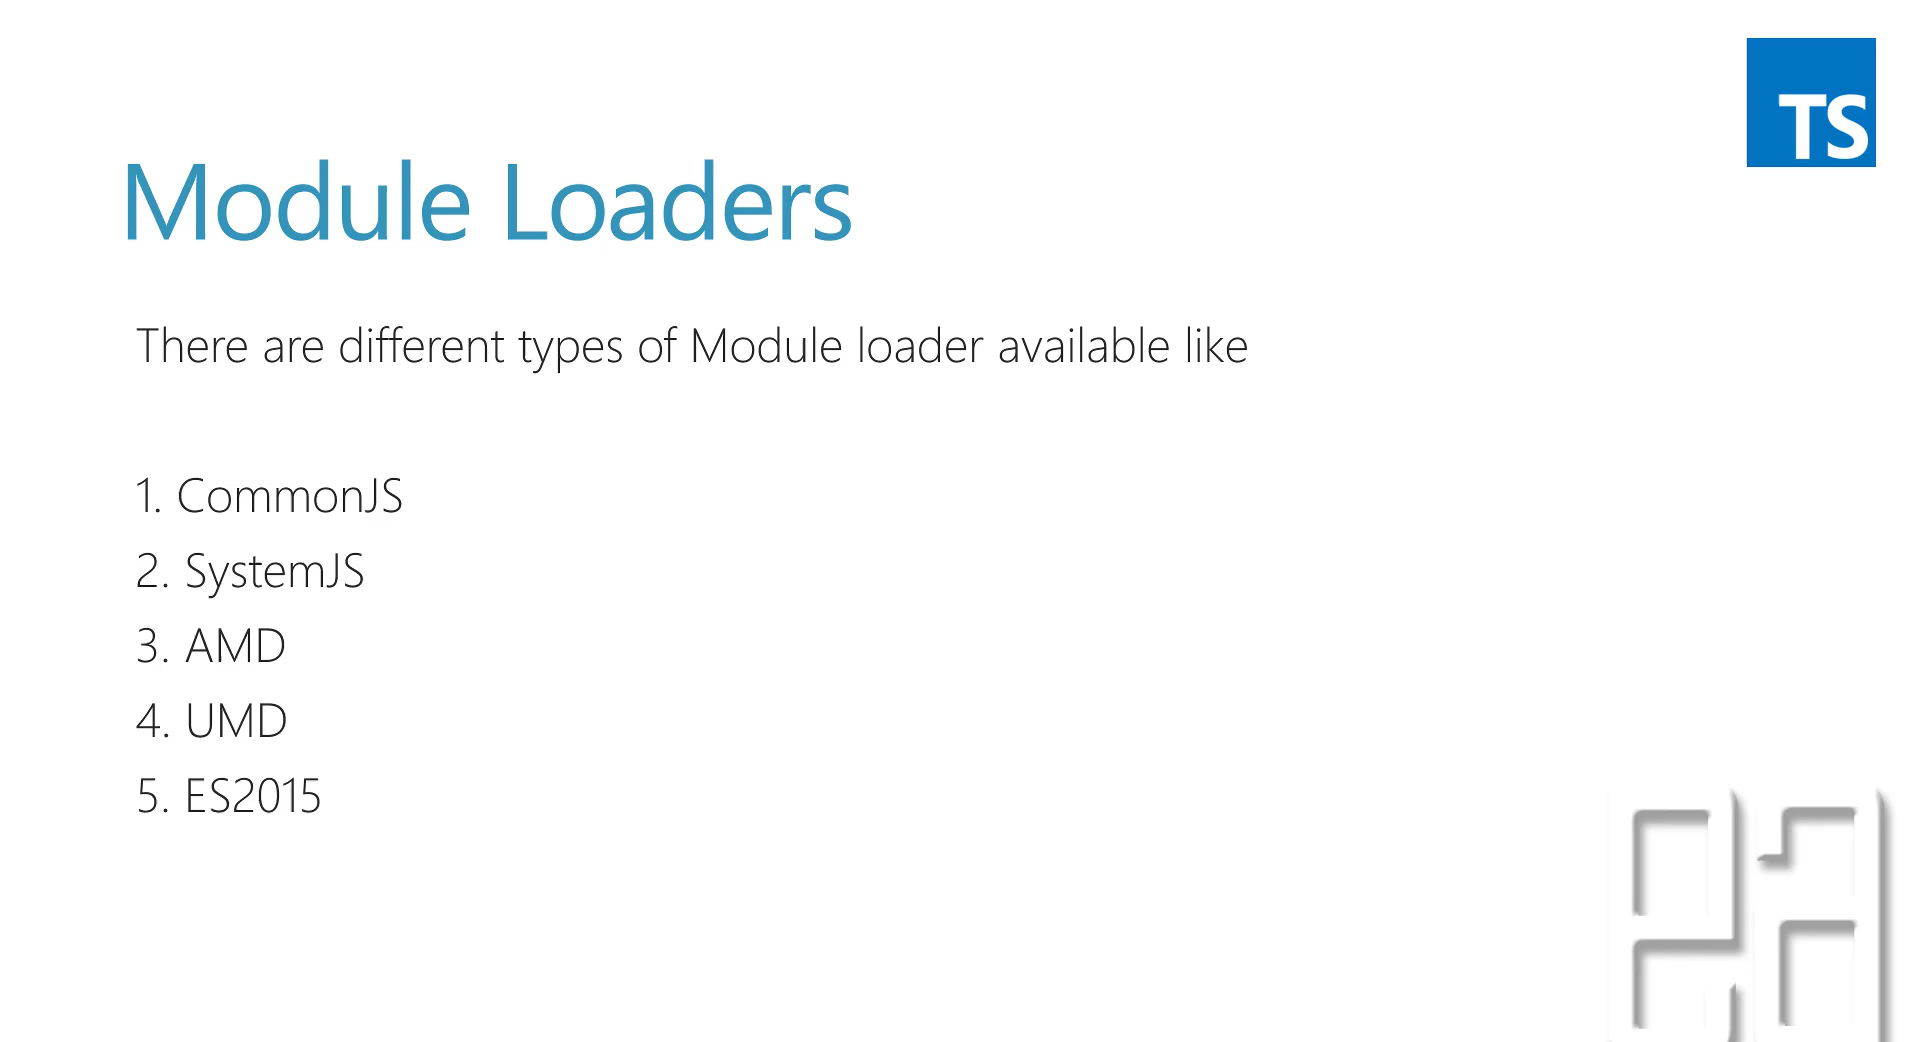 TS
Module Loaders
There are different types of Module loader available like
1. CommonJS
2. SystemJS
3. AMD
4. UMD
5. ES2015